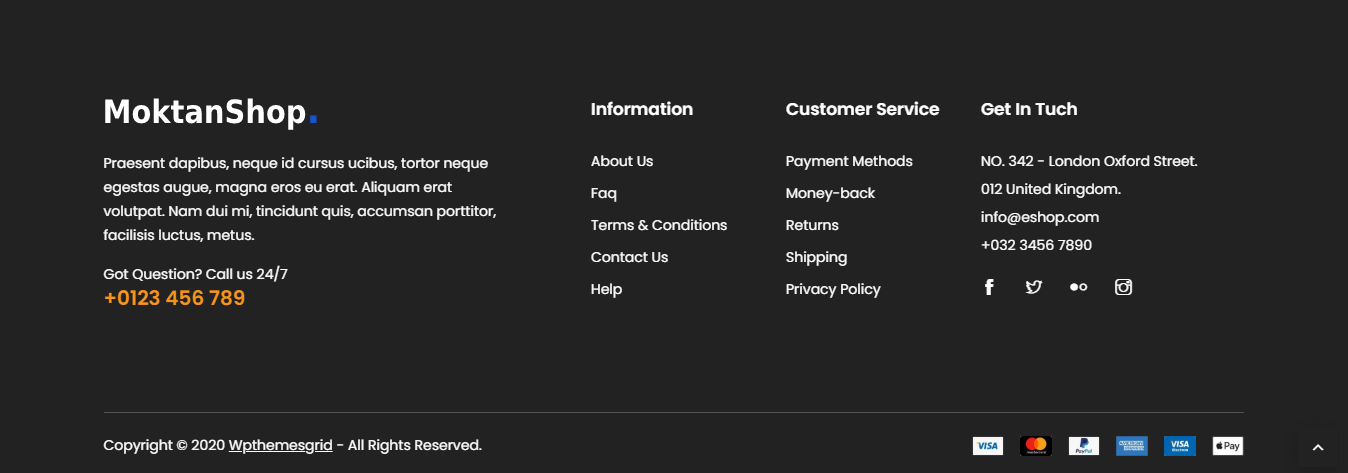 MoktanShop.
Praesent dapibus, neque id cursus ucibus, tortor neque
egestas augue, magna eros eu erat. Aliquam erat
volutpat. Nam dui mi, tincidunt quis, accumsan porttitor,
facilisis luctus, metus.
Got Question? Call us 24/7
+0123 456 789
Information
About Us
Faq
Terms & Conditions
Contact Us
Help
Customer Service
Payment Methods
Money-back
Returns
Shipping
Privacy Policy
Get In Tuch
NO. 342 - London Oxford Street.
012 United Kingdom.
info@eshop.com
+032 3456 7890
Copyright © 2020 Wpthemesgrid - All Rights Reserved.
VISA
PayPal
VISA
Pay